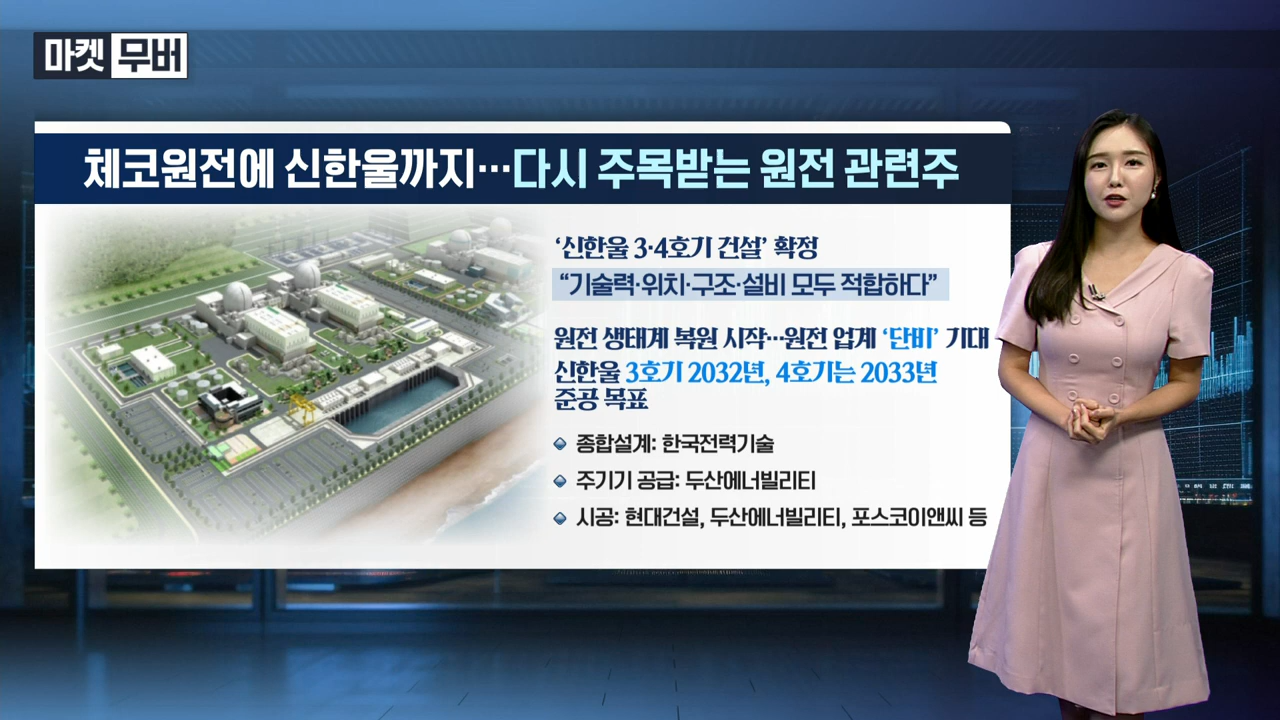 마켓 무버
체코원전에 신한울까지…다시 주목받는 원전 관련주
‘신한울 3·4호기 건설’ 확정
“기술력·위치·구조·설비 모두 적합하다”
원전 생태계 복원 시작…원전 업계 ‘단비’ 기대
신한울 3호기 2032년, 4호기는 2033년
준공 목표
종합설계: 한국전력기술
주기기 공급: 두산에너빌리티
시공: 현대건설, 두산에너빌리티, 포스코이앤씨 등